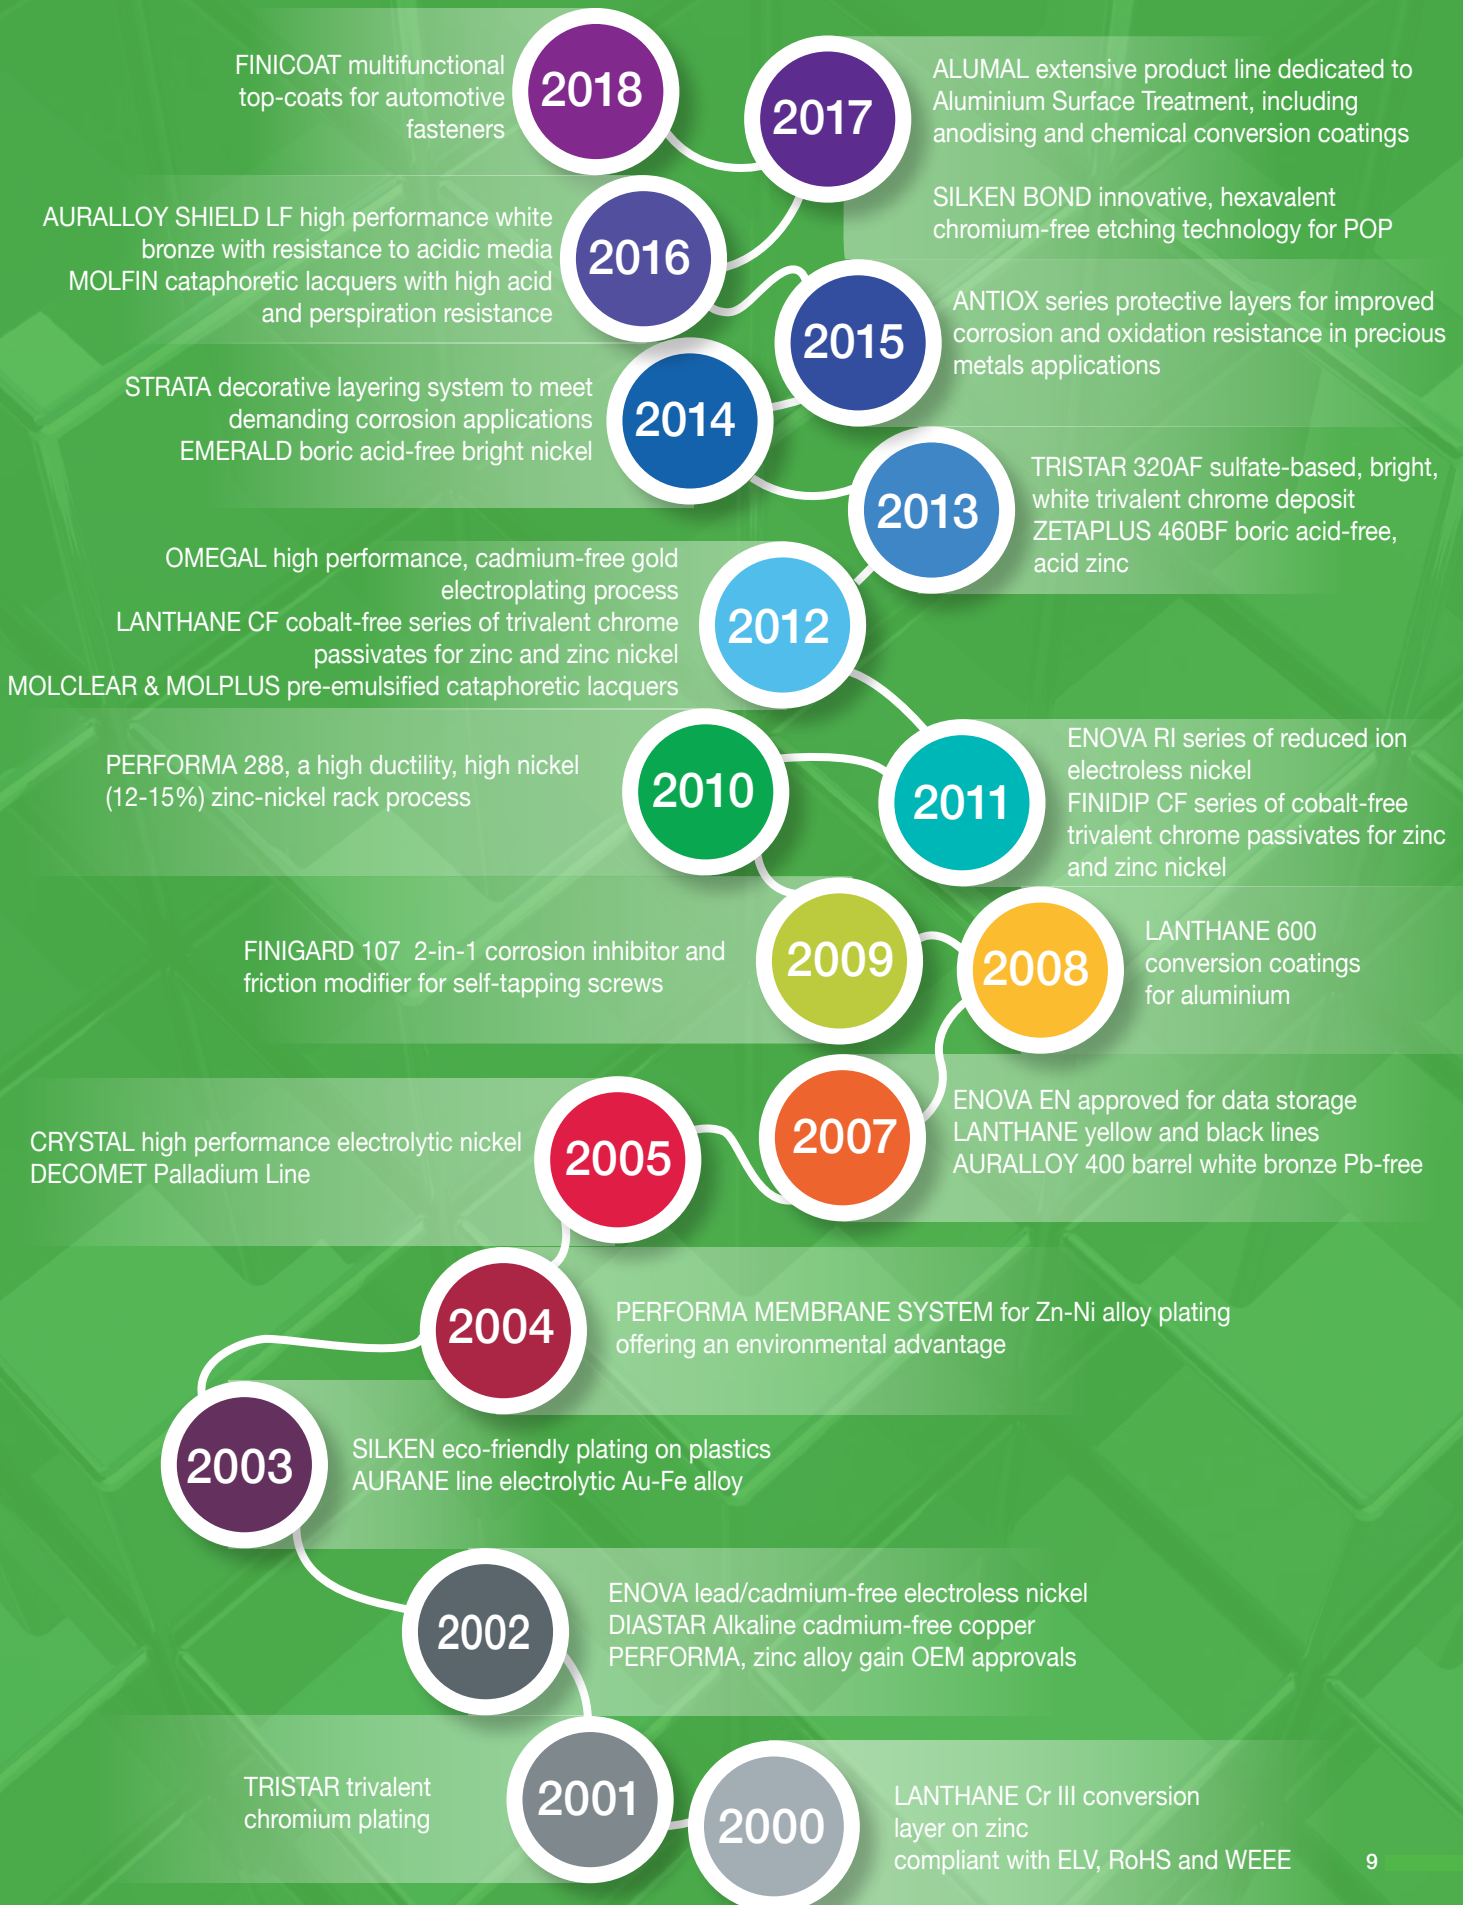 2018
FINICOAT multifunctional
top-coats for automotive
fasteners
2017
ALUMAL extensive product line dedicated to
Aluminium Surface Treatment, including
anodising and chemical conversion coatings
SILKEN BOND innovative, hexavalent
chromium-free etching technology for POP
2016
AURALLOY SHIELD LF high performance white
bronze with resistance to acidic media
MOLFIN cataphoretic lacquers with high acid
and perspiration resistance
2015
ANTIOX series protective layers for improved
corrosion and oxidation resistance in precious
metals applications
2014
STRATA decorative layering system to meet
demanding corrosion applications
EMERALD boric acid-free bright nickel
2013
TRISTAR 320AF sulfate-based, bright,
white trivalent chrome deposit
ZETAPLUS 460BF boric acid-free,
acid zinc
2012
OMEGAL high performance, cadmium-free gold
electroplating process
LANTHANE CF cobalt-free series of trivalent chrome
passivates for zinc and zinc nickel
MOLCLEAR & MOLPLUS pre-emulsified cataphoretic lacquers
2011
ENOVA RI series of reduced ion
electroless nickel
FINIDIP CF series of cobalt-free
trivalent chrome passivates for zinc
and zinc nickel
2010
PERFORMA 288, a high ductility, high nickel
(12-15%) zinc-nickel rack process
2009
FINIGARD 107 2-in-1 corrosion inhibitor and
friction modifier for self-tapping screws
2008
LANTHANE 600
conversion coatings
for aluminium
2007
ENOVA EN approved for data storage
LANTHANE yellow and black lines
AURALLOY 400 barrel white bronze Pb-free
2005
CRYSTAL high performance electrolytic nickel
DECOMET Palladium Line
2004
PERFORMA MEMBRANE SYSTEM for Zn-Ni alloy plating
offering an environmental advantage
2003
SILKEN eco-friendly plating on plastics
AURANE line electrolytic Au-Fe alloy
2002
ENOVA lead/cadmium-free electroless nickel
DIASTAR Alkaline cadmium-free copper
PERFORMA, zinc alloy gain OEM approvals
2001
TRISTAR trivalent
chromium plating
2000
LANTHANE Cr III conversion
layer on zinc
compliant with ELV, RoHS and WEEE
9